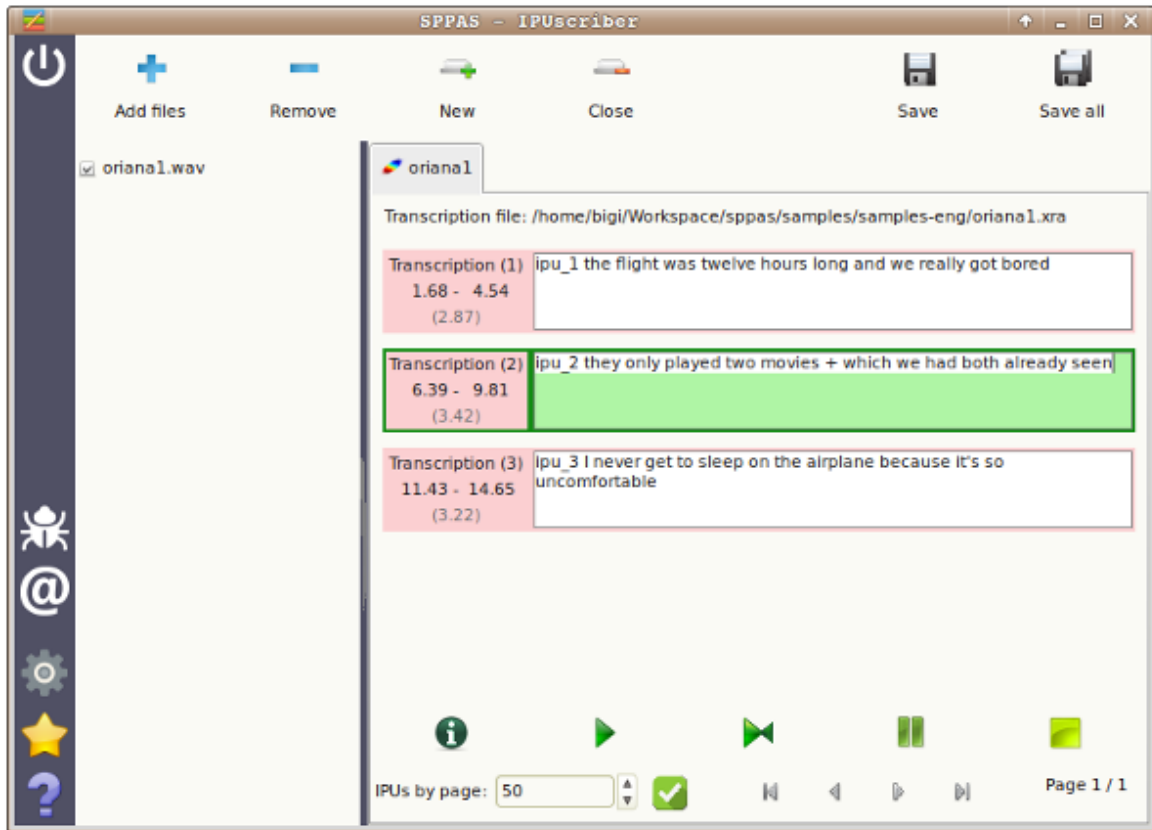 SPPAS - IPUscriber
Add files Remove New Close Save Save all
oriana1.wav
oriana1
Transcription file: /home/bigi/Workspace/sppas/samples/samples-eng/oriana1.xra
Transcription (1) ipu_1 the flight was twelve hours long and we really got bored
1.68 - 4.54
(2.87)
Transcription (2) ipu_2 they only played two movies + which we had both already seen
6.39 - 9.81
(3.42)
Transcription (3) ipu_3 I never get to sleep on the airplane because it's so
11.43 - 14.65 uncomfortable
(3.22)
IPUs by page: 50 Page 1 / 1